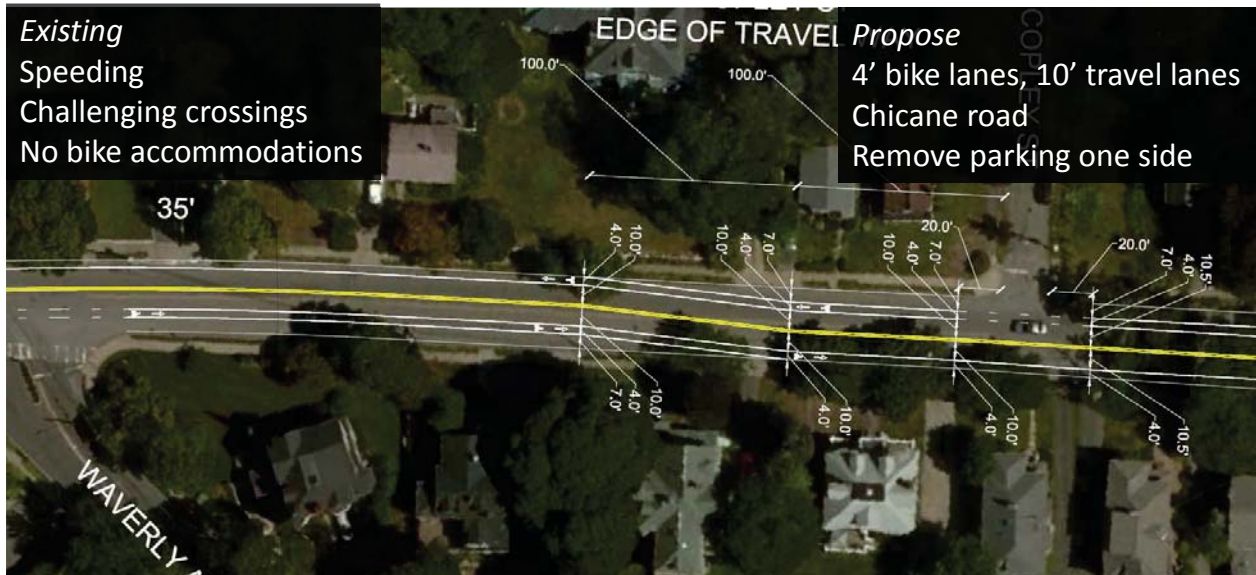 Existing
Speeding
Challenging crossings
No bike accommodations
EDGE OF TRAVEL
Propose
4' bike lanes, 10' travel lanes
Chicane road
Remove parking one side
COPLEY S
100.0'
100.0'
35'
20.0'
20.0'
4.0'
10.0'
10.0'
4.0'
7.0'
10.0'
4.0'
7.0'
7.0'
4.0'
10.5'
7.0'
4.0'
10.0'
4.0'
10.0'
4.0'
10.0'
4.0'
10.5'
WAVERLY